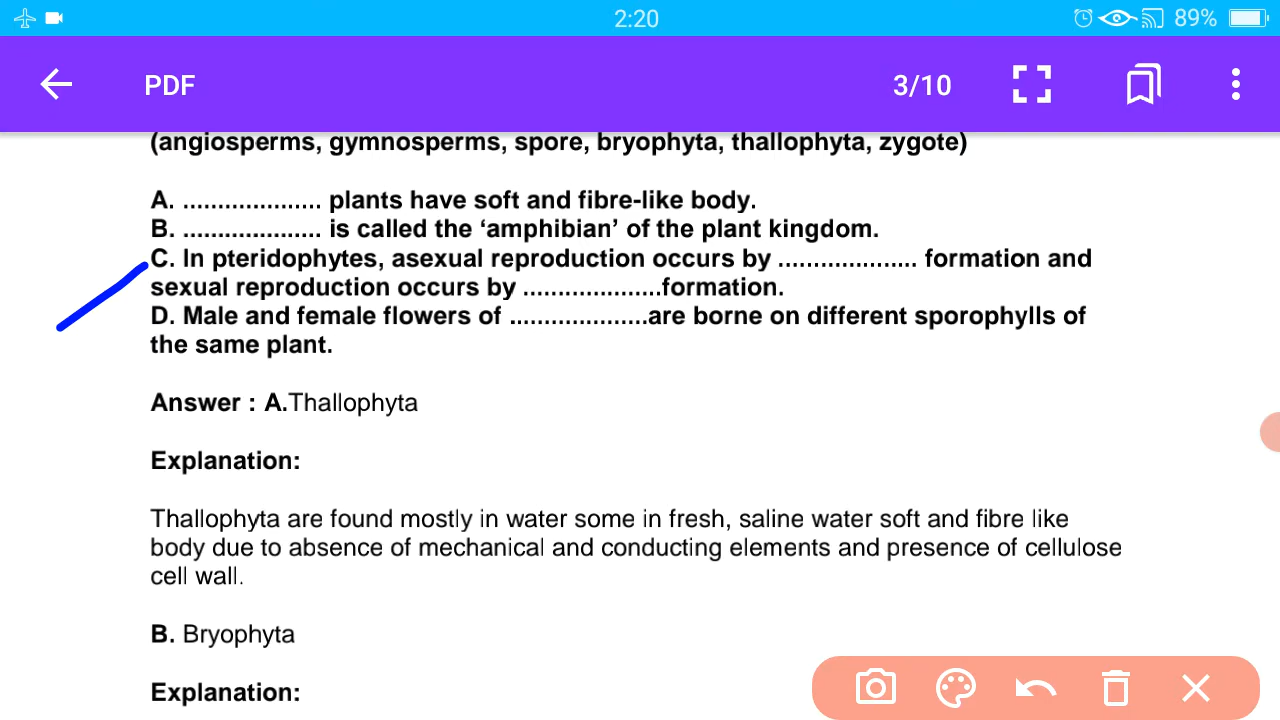 2:20
89%
PDF
3/10
(angiosperms, gymnosperms, spore, bryophyta, thallophyta, zygote)
A. .................... plants have soft and fibre-like body.
B. .................... is called the ‘amphibian’ of the plant kingdom.
C. In pteridophytes, asexual reproduction occurs by .................... formation and
sexual reproduction occurs by ....................formation.
D. Male and female flowers of ....................are borne on different sporophylls of
the same plant.
Answer : A.Thallophyta
Explanation:
Thallophyta are found mostly in water some in fresh, saline water soft and fibre like
body due to absence of mechanical and conducting elements and presence of cellulose
cell wall.
B. Bryophyta
Explanation: